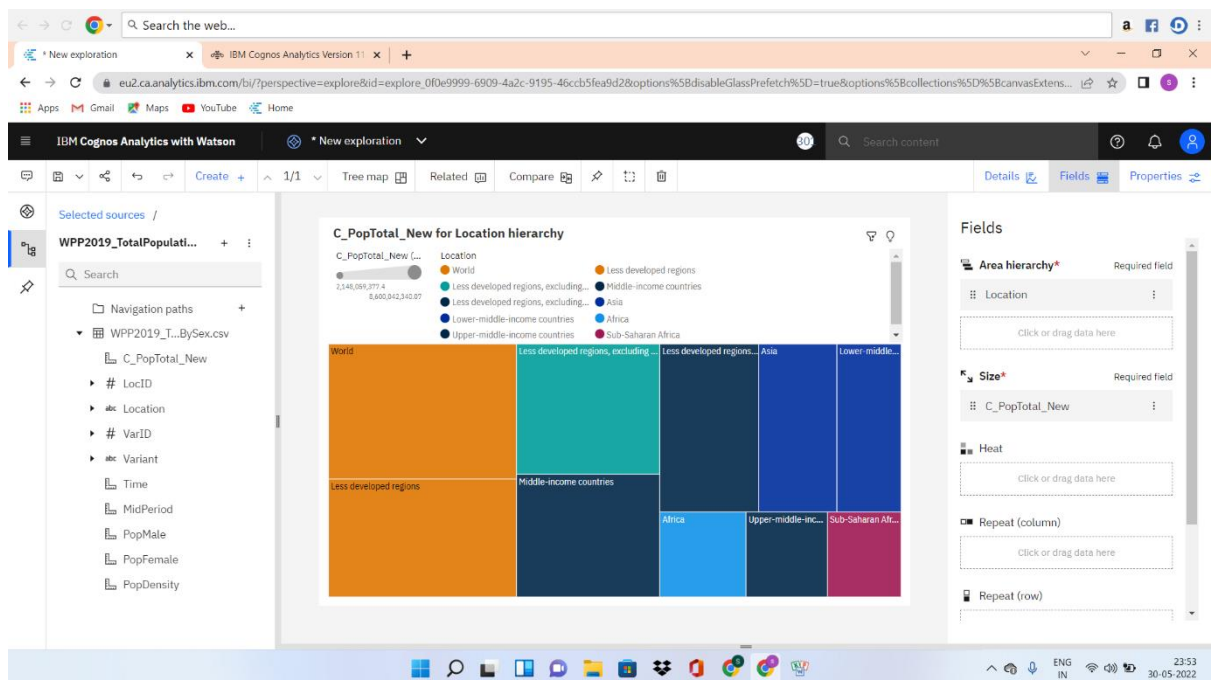 Search the web...
* New exploration
IBM Cognos Analytics Version 11
eu2.ca.analytics.ibm.com/bi/?perspective=explore&id=explore_0f0e9999-6909-4a2c-9195-46ccb5fea9d2&options%5BdisableGlassPrefetch%5D=true&options%5Bcollections%5D%5BcanvasExtens...
Apps Gmail Maps YouTube Home
IBM Cognos Analytics with Watson
* New exploration
Search content
Create +
1/1
Tree map
Related
Compare
Details
Fields
Properties
Selected sources /
WPP2019_TotalPopulati...
Search
Navigation paths
WPP2019_T...BySex.csv
C_PopTotal_New
# LocID
abc Location
# VarID
abc Variant
Time
MidPeriod
PopMale
PopFemale
PopDensity
C_PopTotal_New for Location hierarchy
C_PopTotal_New (...
2,148,059,377.4
8,600,042,340.07
Location
World
Less developed regions
Less developed regions, excluding...
Middle-income countries
Less developed regions, excluding...
Asia
Lower-middle-income countries
Africa
Upper-middle-income countries
Sub-Saharan Africa
World
Less developed regions, excluding ...
Less developed regions...
Asia
Lower-middle...
Less developed regions
Middle-income countries
Africa
Upper-middle-inc...
Sub-Saharan Afr...
Fields
Area hierarchy*
Required field
Location
Click or drag data here
Size*
Required field
C_PopTotal_New
Heat
Click or drag data here
Repeat (column)
Click or drag data here
Repeat (row)
ENG
IN
23:53
30-05-2022